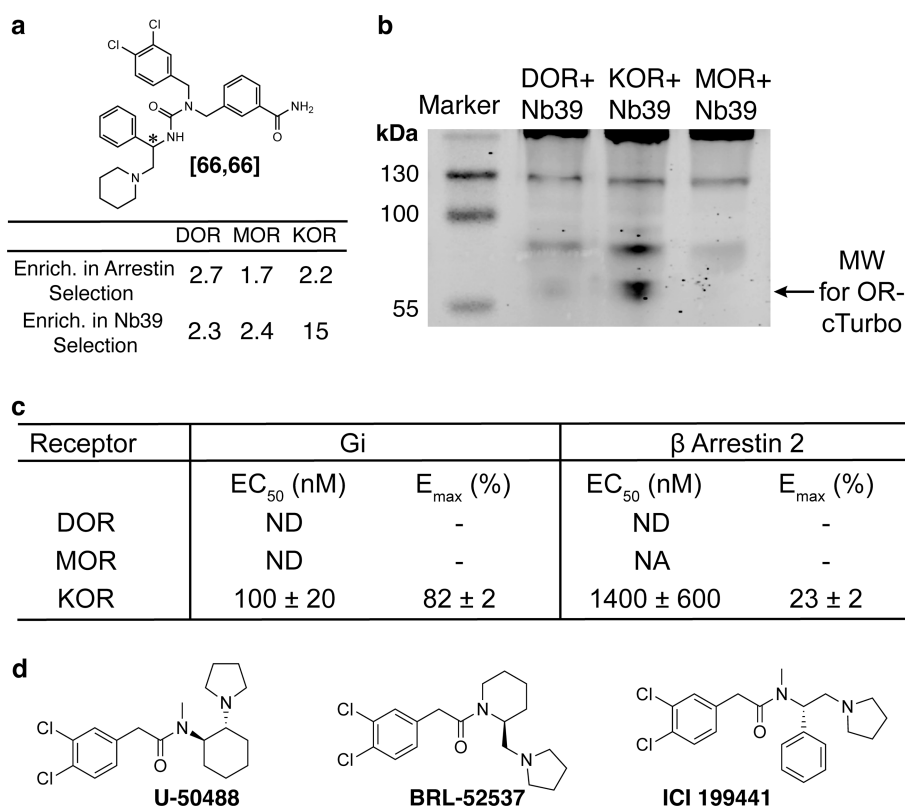 a
Cl
Cl
N
O
NH
*
N
NH₂
O
[66,66]
DOR MOR KOR
Enrich. in Arrestin
Selection
2.7 1.7 2.2
Enrich. in Nb39
Selection
2.3 2.4 15
b
DOR+ KOR+ MOR+
Marker Nb39 Nb39 Nb39
kDa
130
100
55
MW
for OR-
cTurbo
c
Receptor Gi β Arrestin 2
EC₅₀ (nM) Eₘₐₓ (%) EC₅₀ (nM) Eₘₐₓ (%)
DOR ND - ND -
MOR ND - NA -
KOR 100 ± 20 82 ± 2 1400 ± 600 23 ± 2
d
Cl
Cl
O
N
N
U-50488
Cl
Cl
O
N
N
BRL-52537
Cl
Cl
O
N
N
ICI 199441